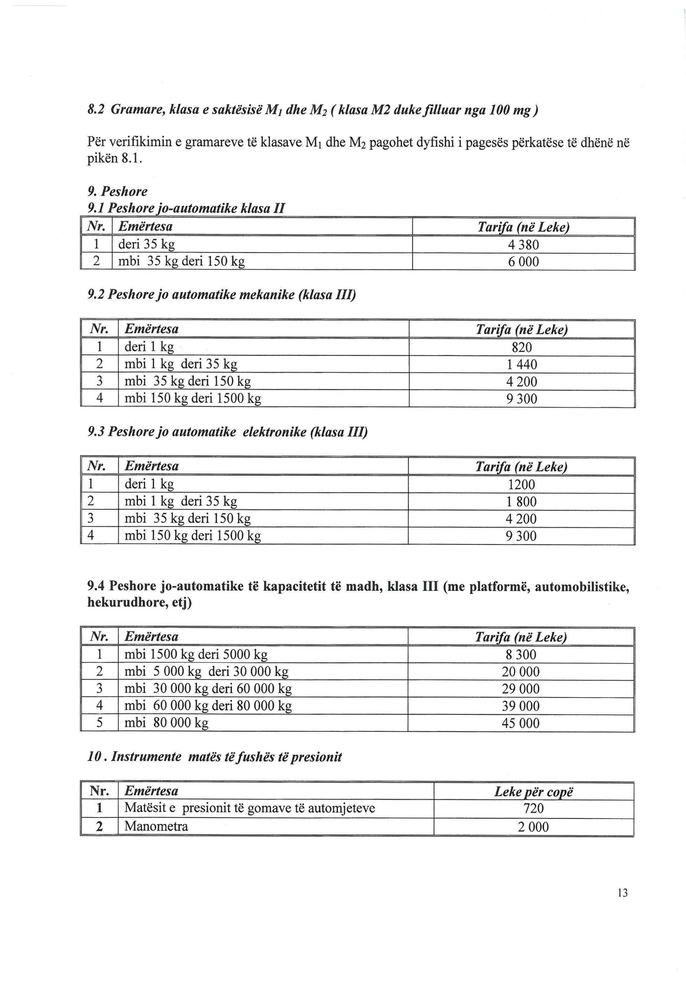 8.2 Gramare, klasa e saktësisë M₁ dhe M₂ ( klasa M2 duke filluar nga 100 mg )
Për verifikimin e gramareve të klasave M₁ dhe M₂ pagohet dyfishi i pagesës përkatëse të dhënë në
pikën 8.1.
9. Peshore
9.1 Peshore jo-automatike klasa II
Nr. Emërtesa Tarifa (në Leke)
1 deri 35 kg 4 380
2 mbi 35 kg deri 150 kg 6 000
9.2 Peshore jo automatike mekanike (klasa III)
Nr. Emërtesa Tarifa (në Leke)
1 deri 1 kg 820
2 mbi 1 kg deri 35 kg 1 440
3 mbi 35 kg deri 150 kg 4 200
4 mbi 150 kg deri 1500 kg 9 300
9.3 Peshore jo automatike elektronike (klasa III)
Nr. Emërtesa Tarifa (në Leke)
1 deri 1 kg 1200
2 mbi 1 kg deri 35 kg 1 800
3 mbi 35 kg deri 150 kg 4 200
4 mbi 150 kg deri 1500 kg 9 300
9.4 Peshore jo-automatike të kapacitetit të madh, klasa III (me platformë, automobilistike,
hekurudhore, etj)
Nr. Emërtesa Tarifa (në Leke)
1 mbi 1500 kg deri 5000 kg 8 300
2 mbi 5 000 kg deri 30 000 kg 20 000
3 mbi 30 000 kg deri 60 000 kg 29 000
4 mbi 60 000 kg deri 80 000 kg 39 000
5 mbi 80 000 kg 45 000
10 . Instrumente matës të fushës të presionit
Nr. Emërtesa Leke për copë
1 Matësit e presionit të gomave të automjeteve 720
2 Manometra 2 000
13